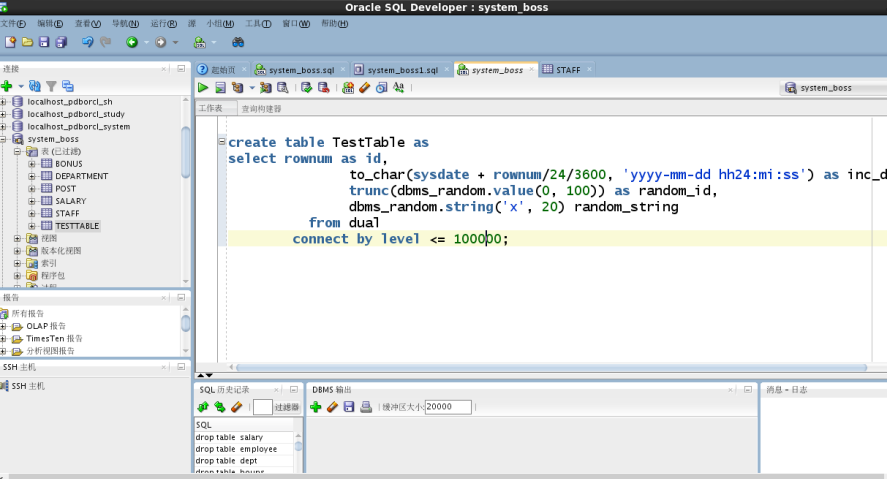 Oracle SQL Developer : system_boss
文件(F) 编辑(E) 查看(V) 导航(N) 运行(R) 源 小组(M) 工具(T) 窗口(W) 帮助(H)
连接
localhost_pdborcl_sh
localhost_pdborcl_study
localhost_pdborcl_system
system_boss
表 (已过滤)
BONUS
DEPARTMENT
POST
SALARY
STAFF
TESTTABLE
视图
版本化视图
索引
程序包
过程
报告
所有报告
OLAP 报告
TimesTen 报告
分析视图报告
SSH 主机
SSH 主机
起始页 system_boss.sql system_boss1.sql system_boss STAFF
system_boss
工作表 查询构建器
create table TestTable as
select rownum as id,
to_char(sysdate + rownum/24/3600, 'yyyy-mm-dd hh24:mi:ss') as inc_d
trunc(dbms_random.value(0, 100)) as random_id,
dbms_random.string('x', 20) random_string
from dual
connect by level <= 100000;
SQL 历史记录
过滤器
SQL
drop table salary
drop table employee
drop table dept
drop table bouns
DBMS 输出
缓冲区大小: 20000
消息 - 日志